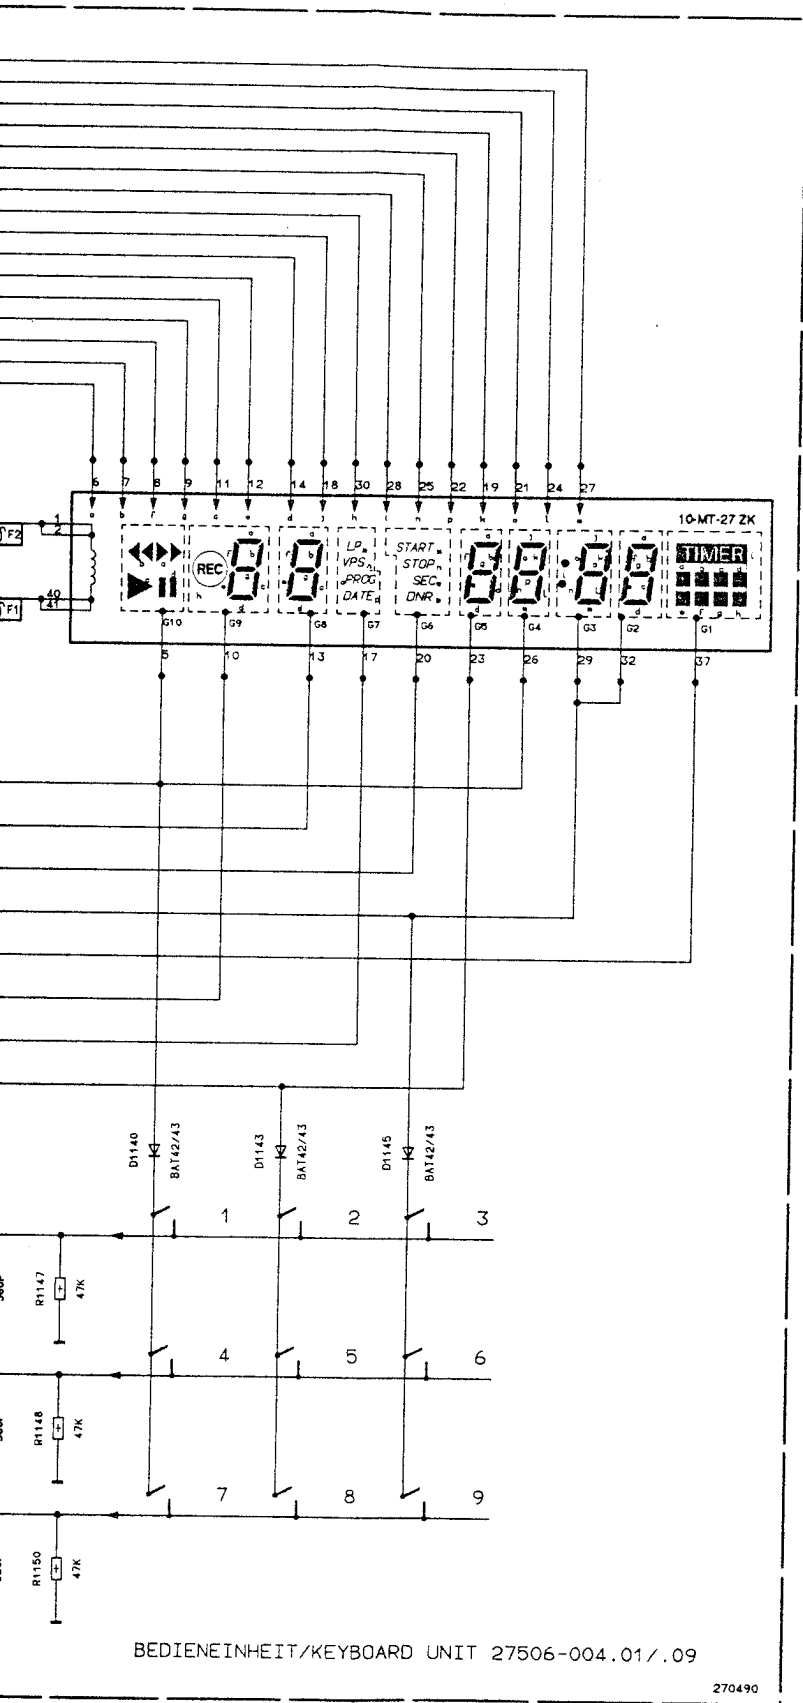 6 7 8 9 11 12 14 18 30 28 25 22 19 21 24 27
10-MT-27 ZK
1
2
F2
40
41
F1
REC
LP
VPS
PROG
DATE
START
STOP
SEC
DNR
TIMER
G10 G9 G8 G7 G6 G5 G4 G3 G2 G1
5 10 13 17 20 23 26 29 32 37
D1140 BAT42/43 D1143 BAT42/43 D1145 BAT42/43
1 2 3
R1147 47K
4 5 6
R1148 47K
7 8 9
R1150 47K
BEDIENEINHEIT/KEYBOARD UNIT 27506-004.01/.09
270490